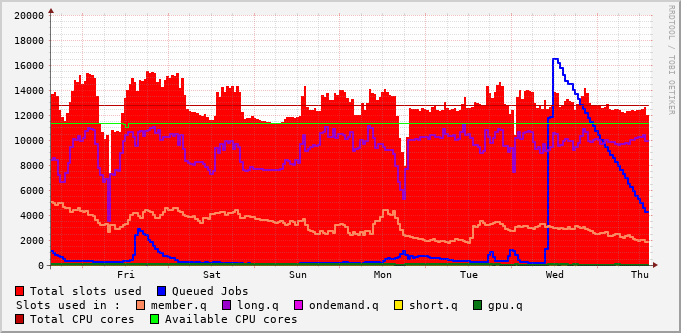 RRDTOOL / TOBI OETIKER
20000
18000
16000
14000
12000
10000
8000
6000
4000
2000
0
Fri Sat Sun Mon Tue Wed Thu
Total slots used Queued Jobs
Slots used in : member.q long.q ondemand.q short.q gpu.q
Total CPU cores Available CPU cores